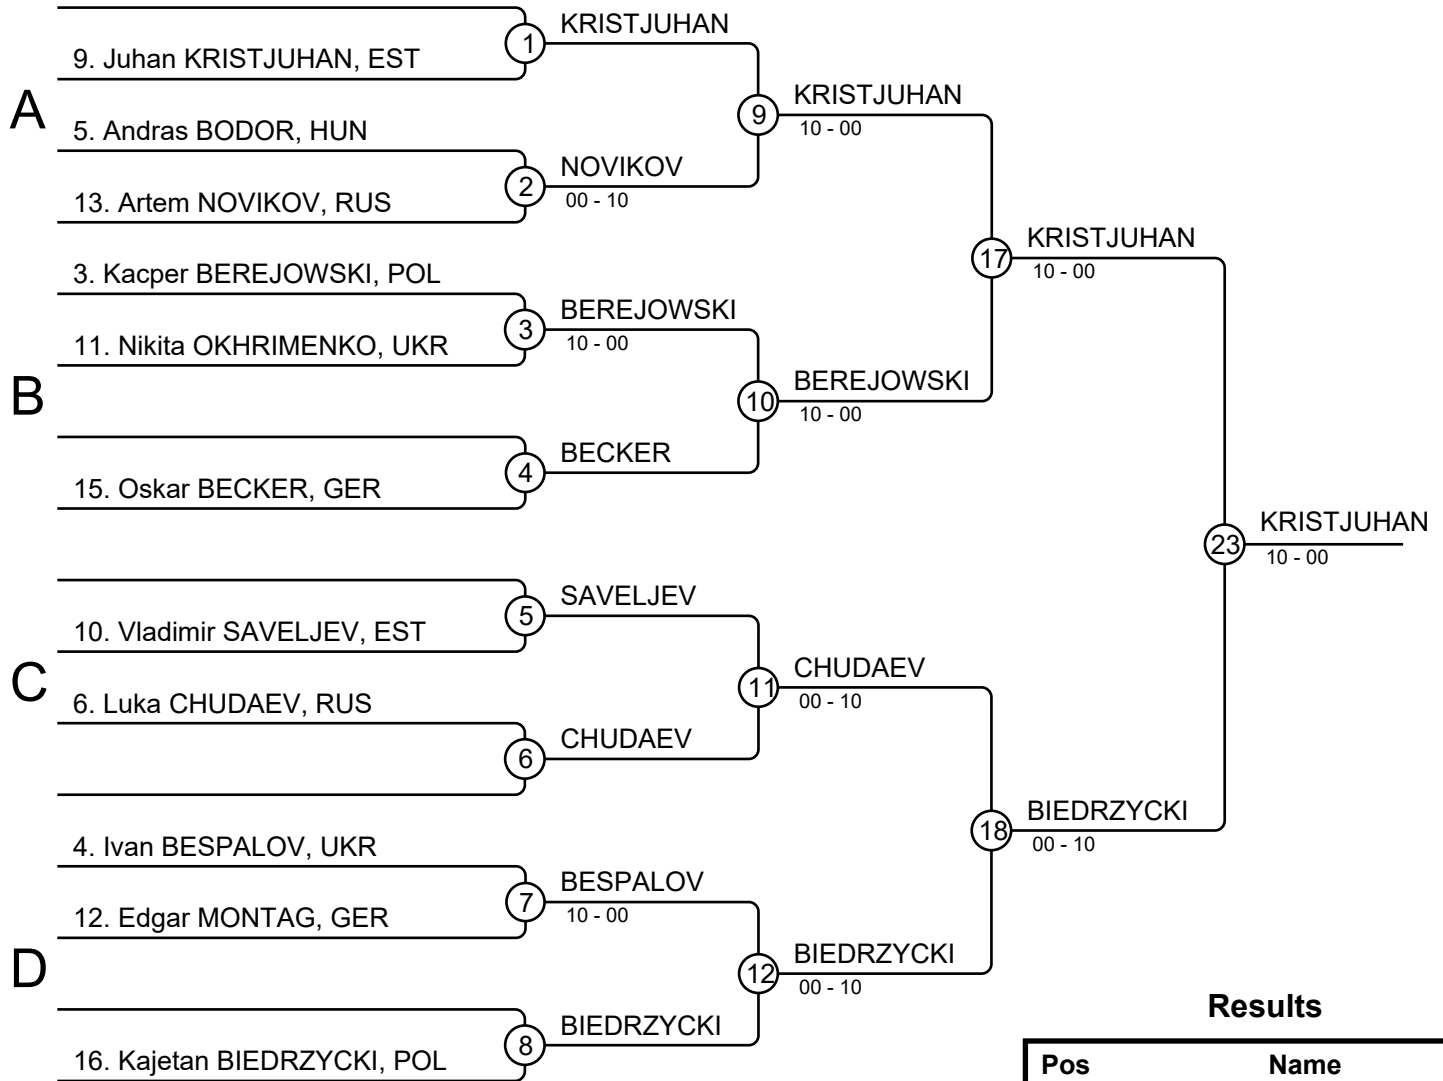 KRISTJUHAN
1
9. Juhan KRISTJUHAN, EST
A
KRISTJUHAN
9
10 - 00
5. Andras BODOR, HUN
NOVIKOV
2
00 - 10
13. Artem NOVIKOV, RUS
KRISTJUHAN
17
10 - 00
3. Kacper BEREJOWSKI, POL
BEREJOWSKI
3
10 - 00
11. Nikita OKHRIMENKO, UKR
B
BEREJOWSKI
10
10 - 00
BECKER
4
15. Oskar BECKER, GER
KRISTJUHAN
23
10 - 00
SAVELJEV
5
10. Vladimir SAVELJEV, EST
C
CHUDAEV
11
00 - 10
6. Luka CHUDAEV, RUS
CHUDAEV
6
BIEDRZYCKI
18
00 - 10
4. Ivan BESPALOV, UKR
BESPALOV
7
10 - 00
12. Edgar MONTAG, GER
D
BIEDRZYCKI
12
00 - 10
BIEDRZYCKI
8
16. Kajetan BIEDRZYCKI, POL
Results
Pos Name